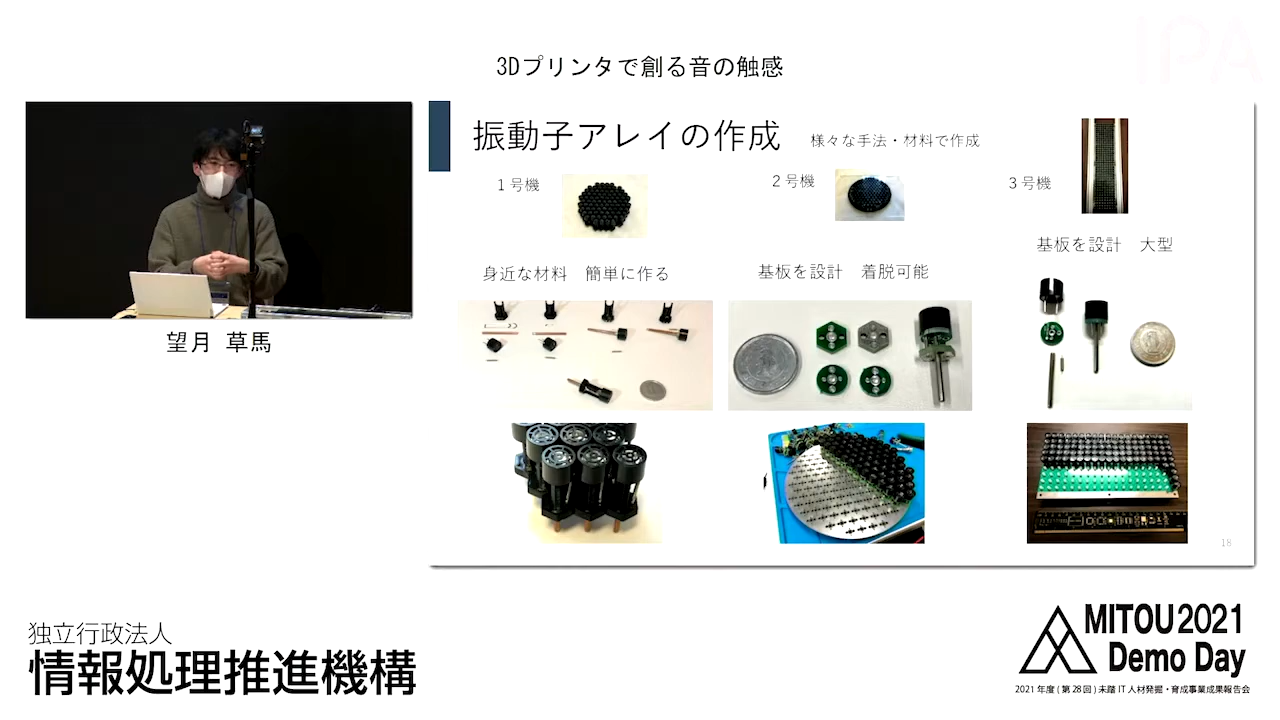 IPA
3Dプリンタで創る音の触感
振動子アレイの作成
様々な手法・材料で作成
1号機
2号機
3号機
身近な材料 簡単に作る
基板を設計 着脱可能
基板を設計 大型
18
望月 草馬
独立行政法人
情報処理推進機構
MITOU2021
Demo Day
2021年度(第28回)未踏IT人材発掘・育成事業成果報告会